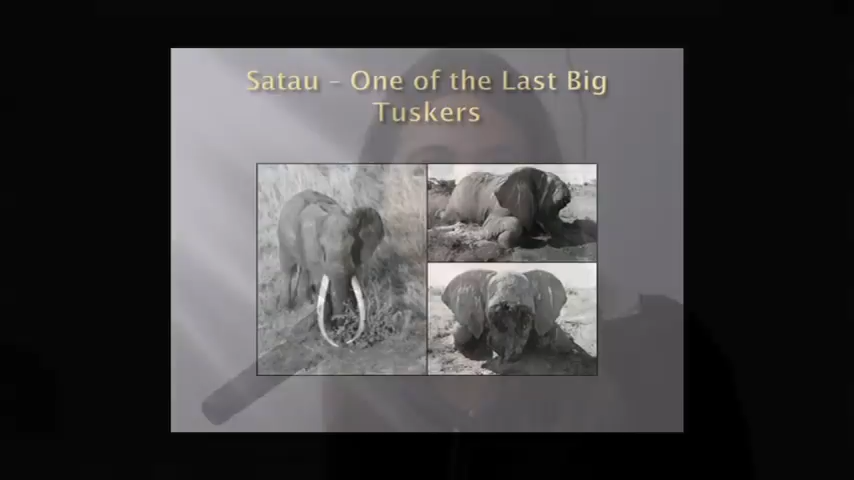 Satau – One of the Last Big
Tuskers